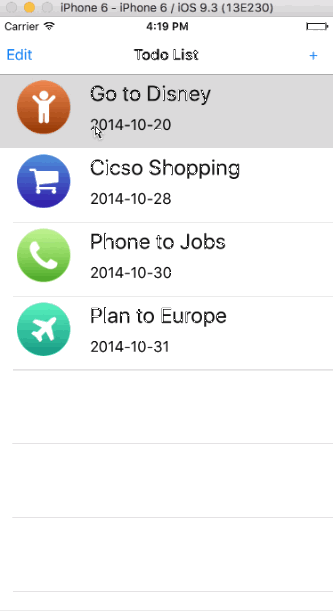 iPhone 6 - iPhone 6 / iOS 9.3 (13E230)
Carrier 4:19 PM
Edit Todo List +
Go to Disney
2014-10-20
Cicso Shopping
2014-10-28
Phone to Jobs
2014-10-30
Plan to Europe
2014-10-31